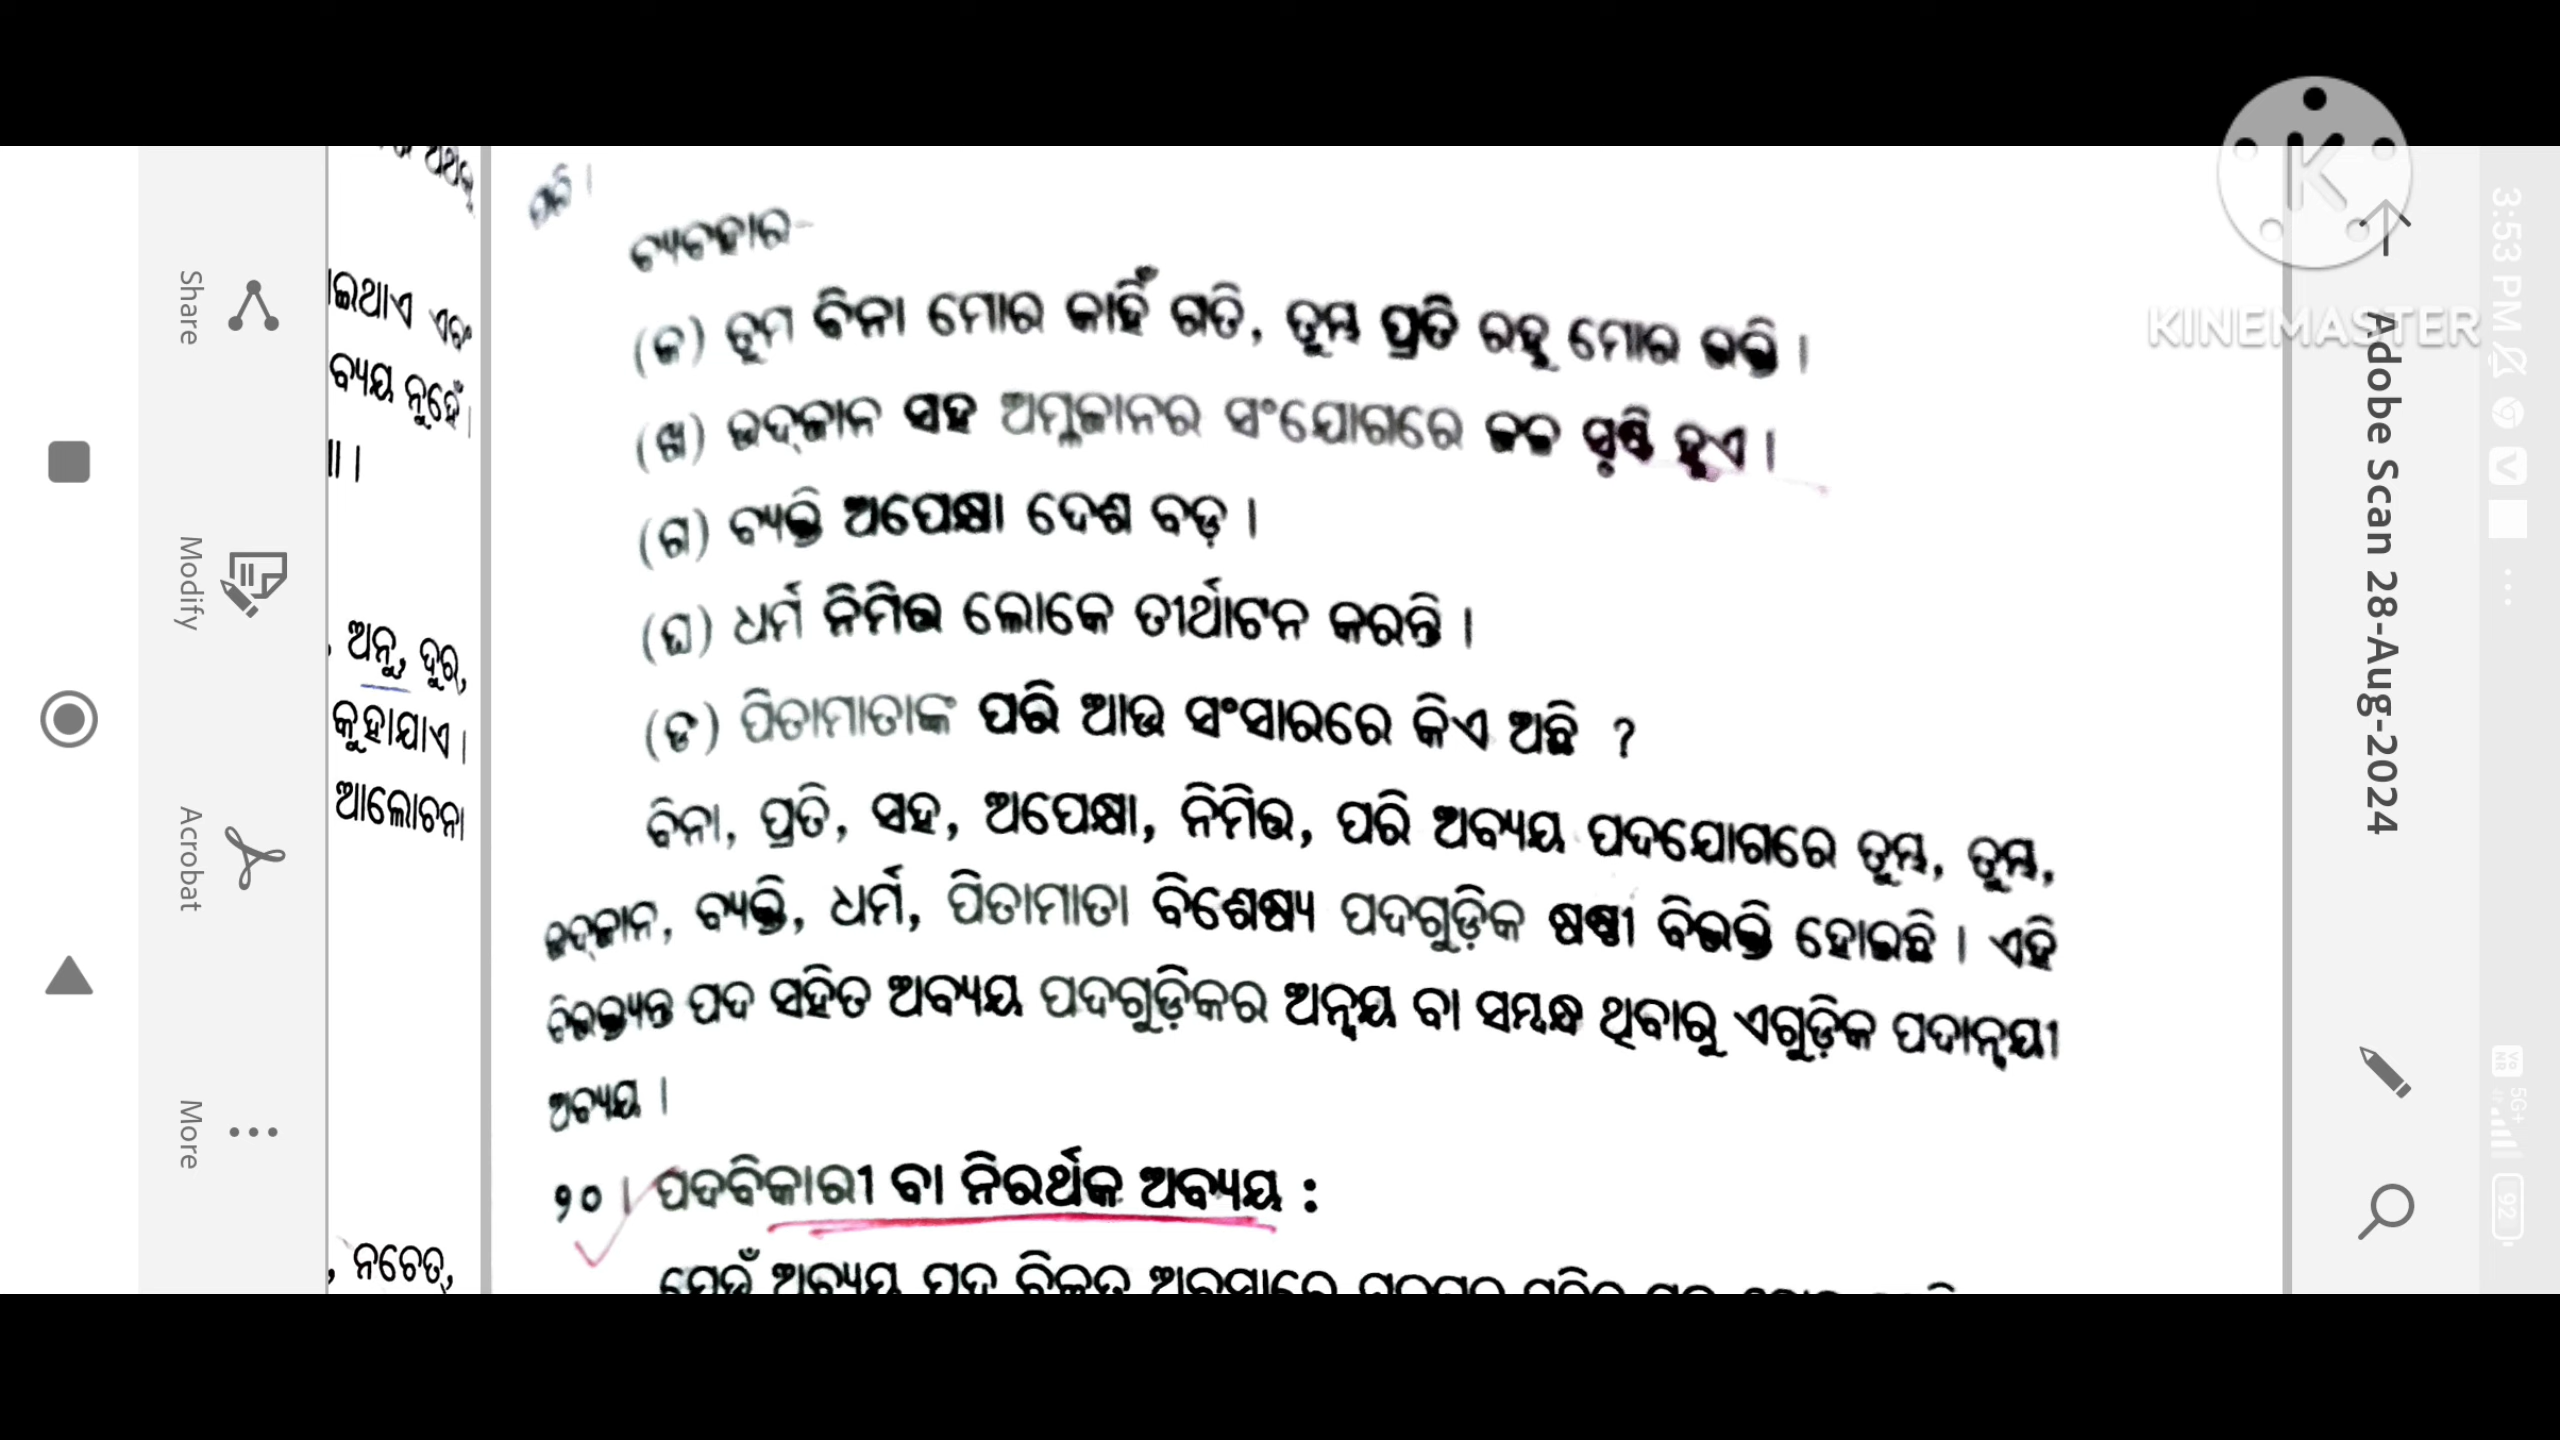 ବ୍ୟବହାର-
(କ) ତୁମ ବିନା ମୋର କାହିଁ ଗତି, ତୁମ୍ଭ ପ୍ରତି ରହୁ ମୋର ଭକ୍ତି ।
(ଖ) ଉଦ୍‌ଜାନ ସହ ଅମ୍ଳଜାନର ସଂଯୋଗରେ ଜଳ ସୃଷ୍ଟି ହୁଏ ।
(ଗ) ବ୍ୟକ୍ତି ଅପେକ୍ଷା ଦେଶ ବଡ଼ ।
(ଘ) ଧର୍ମ ନିମିତ୍ତ ଲୋକେ ତୀର୍ଥାଟନ କରନ୍ତି ।
(ଙ) ପିତାମାତାଙ୍କ ପରି ଆଉ ସଂସାରରେ କିଏ ଅଛି ?
ବିନା, ପ୍ରତି, ସହ, ଅପେକ୍ଷା, ନିମିତ୍ତ, ପରି ଅବ୍ୟୟ ପଦଯୋଗରେ ତୁମ୍ଭ, ତୁମ୍ଭ,
ଉଦ୍‌ଜାନ, ବ୍ୟକ୍ତି, ଧର୍ମ, ପିତାମାତା ବିଶେଷ୍ୟ ପଦଗୁଡ଼ିକ ଷଷ୍ଠୀ ବିଭକ୍ତି ହୋଇଛି । ଏହି
ବିଭକ୍ତ୍ୟନ୍ତ ପଦ ସହିତ ଅବ୍ୟୟ ପଦଗୁଡ଼ିକର ଅନ୍ୱୟ ବା ସମ୍ବନ୍ଧ ଥିବାରୁ ଏଗୁଡ଼ିକ ପଦାନ୍ୱୟୀ
ଅବ୍ୟୟ ।
୨୦ । ପଦବିକାରୀ ବା ନିରର୍ଥକ ଅବ୍ୟୟ :
ାଇଥାଏ ଏବଂ
ବ୍ୟୟ ନୁହେଁ ।
ା ।
, ଅନୁ, ଦୁର୍,
କୁହାଯାଏ ।
ଆଲୋଚନା
, ନଚେତ୍,
Share
Modify
Acrobat
More
Adobe Scan 28-Aug-2024
3:53 PM
5G+
92
KINEMASTER